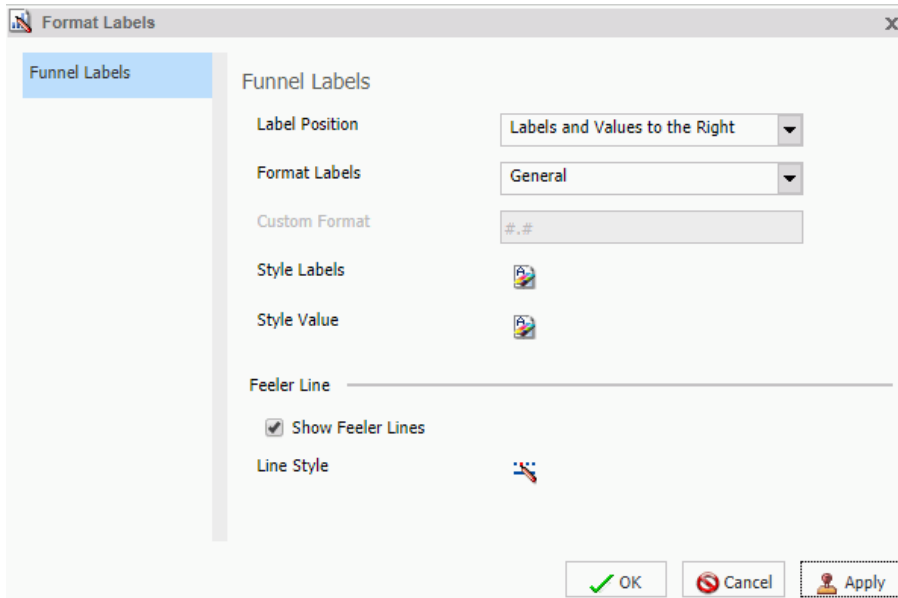 Format Labels
Funnel Labels
Funnel Labels
Label Position
Labels and Values to the Right
Format Labels
General
Custom Format
#.#
Style Labels
Style Value
Feeler Line
Show Feeler Lines
Line Style
OK
Cancel
Apply